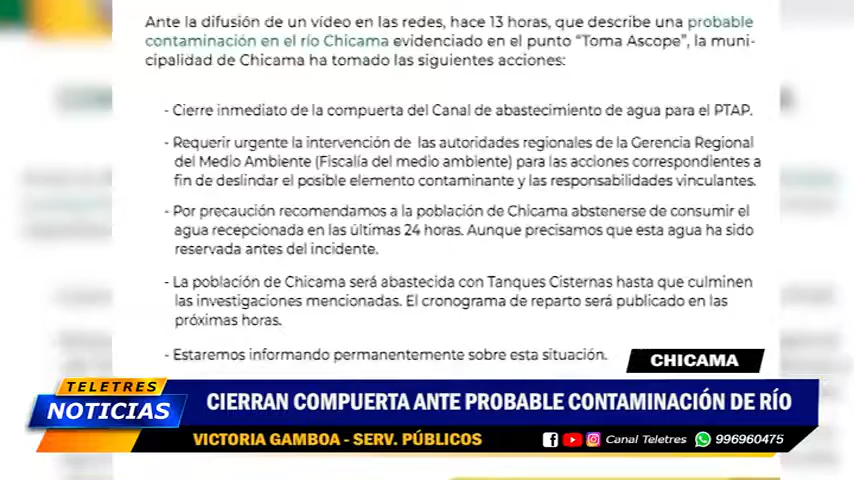 Ante la difusión de un vídeo en las redes, hace 13 horas, que describe una probable
contaminación en el río Chicama evidenciado en el punto “Toma Ascope”, la muni-
cipalidad de Chicama ha tomado las siguientes acciones:
- Cierre inmediato de la compuerta del Canal de abastecimiento de agua para el PTAP.
- Requerir urgente la intervención de las autoridades regionales de la Gerencia Regional
del Medio Ambiente (Fiscalía del medio ambiente) para las acciones correspondientes a
fin de deslindar el posible elemento contaminante y las responsabilidades vinculantes.
- Por precaución recomendamos a la población de Chicama abstenerse de consumir el
agua recepcionada en las últimas 24 horas. Aunque precisamos que esta agua ha sido
reservada antes del incidente.
- La población de Chicama será abastecida con Tanques Cisternas hasta que culminen
las investigaciones mencionadas. El cronograma de reparto será publicado en las
próximas horas.
- Estaremos informando permanentemente sobre esta situación.
CHICAMA
TELETRES
NOTICIAS
CIERRAN COMPUERTA ANTE PROBABLE CONTAMINACIÓN DE RÍO
VICTORIA GAMBOA - SERV. PÚBLICOS
Canal Teletres
996960475